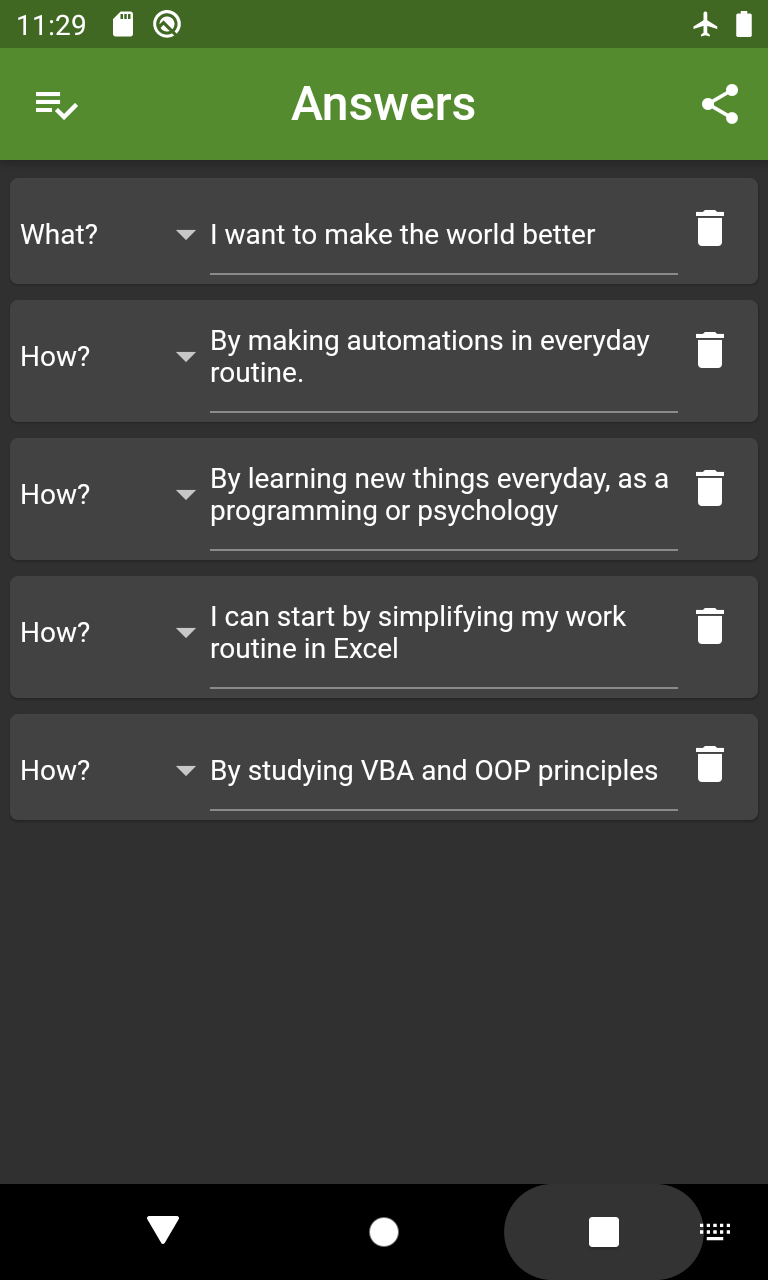 11:29
Answers
What?
I want to make the world better
How?
By making automations in everyday
routine.
How?
By learning new things everyday, as a
programming or psychology
How?
I can start by simplifying my work
routine in Excel
How?
By studying VBA and OOP principles